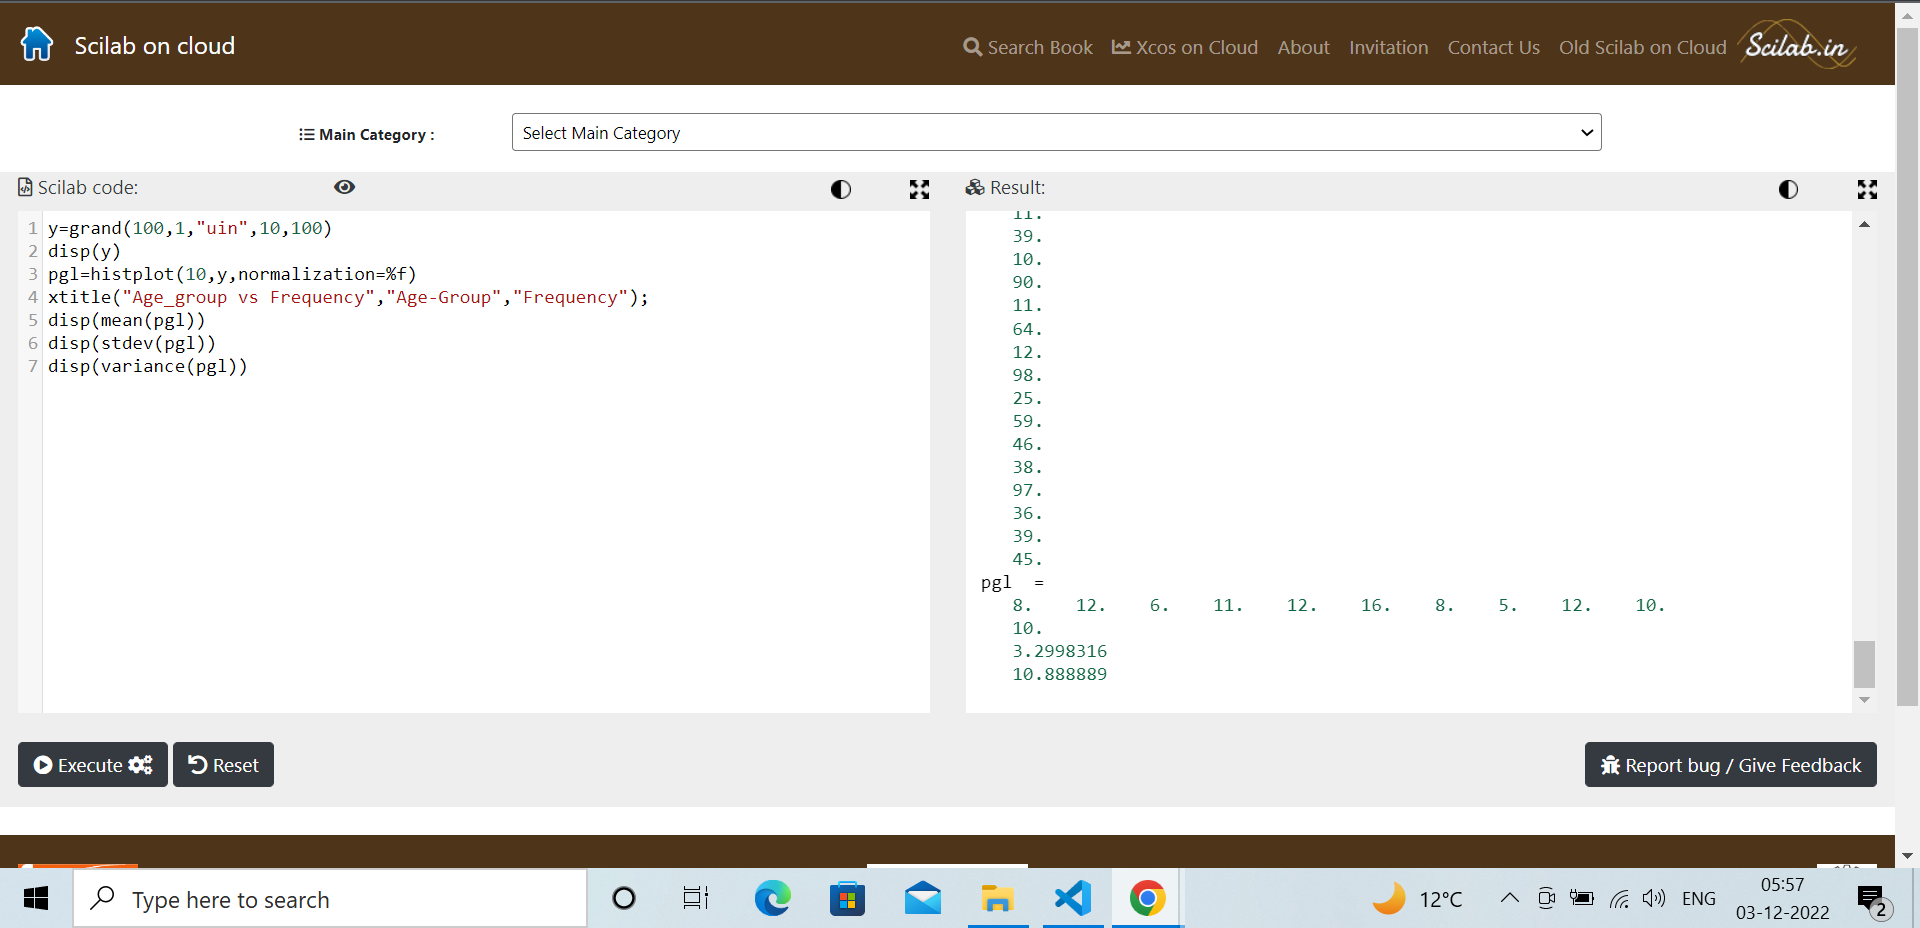 Scilab on cloud
Search Book Xcos on Cloud About Invitation Contact Us Old Scilab on Cloud Scilab.in
Main Category :
Select Main Category
Scilab code:
1 y=grand(100,1,"uin",10,100)
2 disp(y)
3 pgl=histplot(10,y,normalization=%f)
4 xtitle("Age_group vs Frequency","Age-Group","Frequency");
5 disp(mean(pgl))
6 disp(stdev(pgl))
7 disp(variance(pgl))
Result:
11.
39.
10.
90.
11.
64.
12.
98.
25.
59.
46.
38.
97.
36.
39.
45.
pgl =
8. 12. 6. 11. 12. 16. 8. 5. 12. 10.
10.
3.2998316
10.888889
Execute
Reset
Report bug / Give Feedback
Type here to search
12°C
ENG
05:57
03-12-2022
2